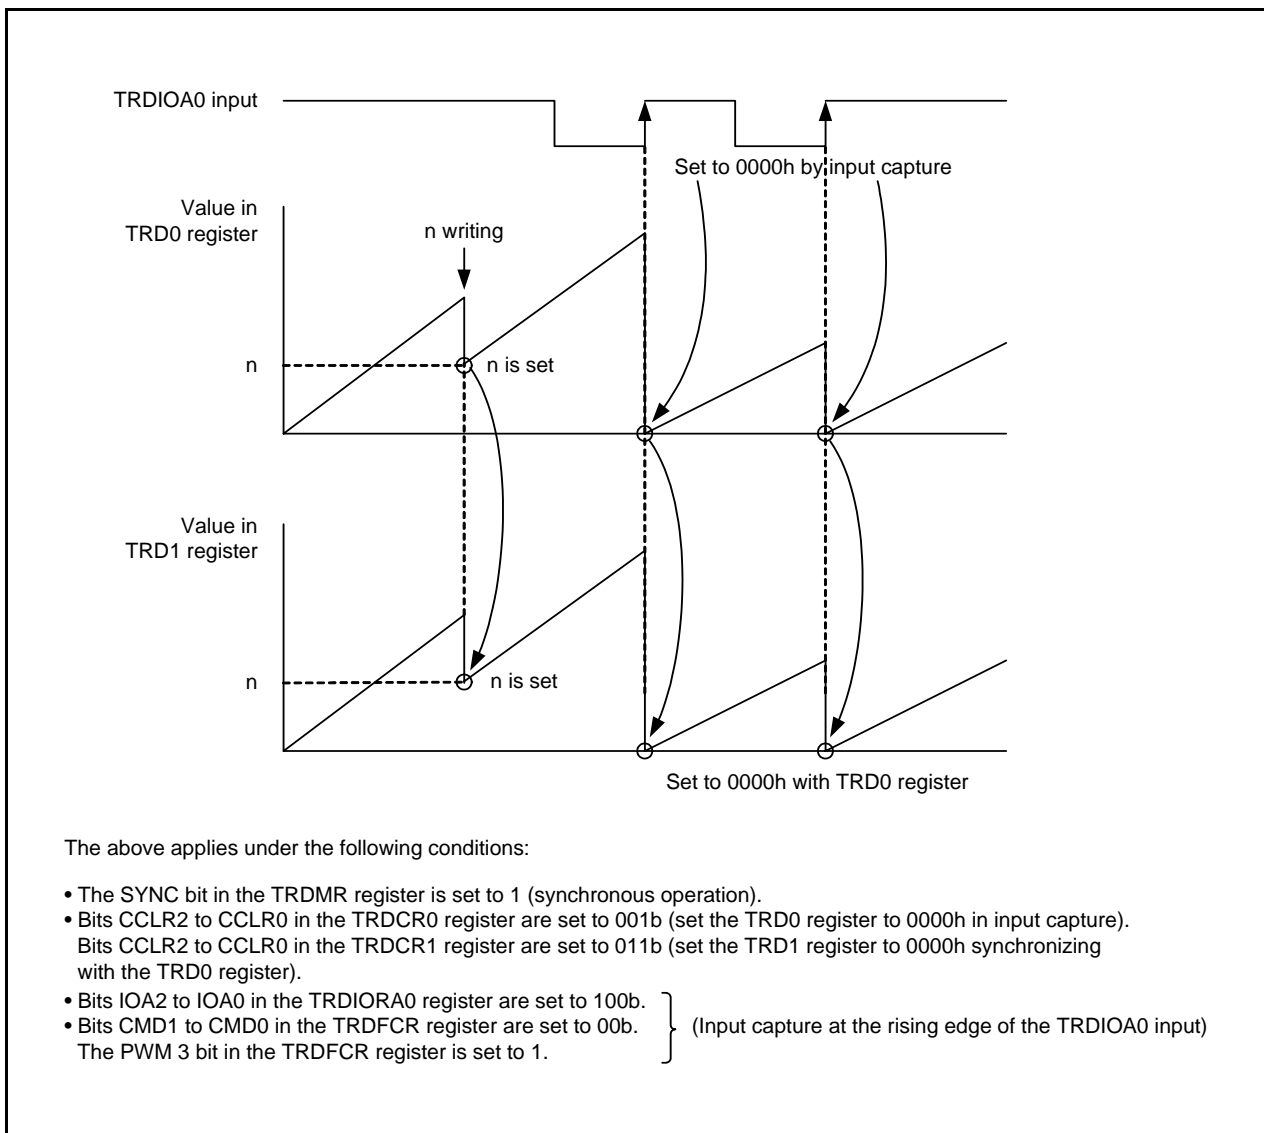 TRDIOA0 input
Set to 0000h by input capture
Value in
TRD0 register
n writing
n
n is set
Value in
TRD1 register
n
n is set
Set to 0000h with TRD0 register
The above applies under the following conditions:
• The SYNC bit in the TRDMR register is set to 1 (synchronous operation).
• Bits CCLR2 to CCLR0 in the TRDCR0 register are set to 001b (set the TRD0 register to 0000h in input capture).
Bits CCLR2 to CCLR0 in the TRDCR1 register are set to 011b (set the TRD1 register to 0000h synchronizing
with the TRD0 register).
• Bits IOA2 to IOA0 in the TRDIORA0 register are set to 100b.
• Bits CMD1 to CMD0 in the TRDFCR register are set to 00b.
The PWM 3 bit in the TRDFCR register is set to 1.
(Input capture at the rising edge of the TRDIOA0 input)